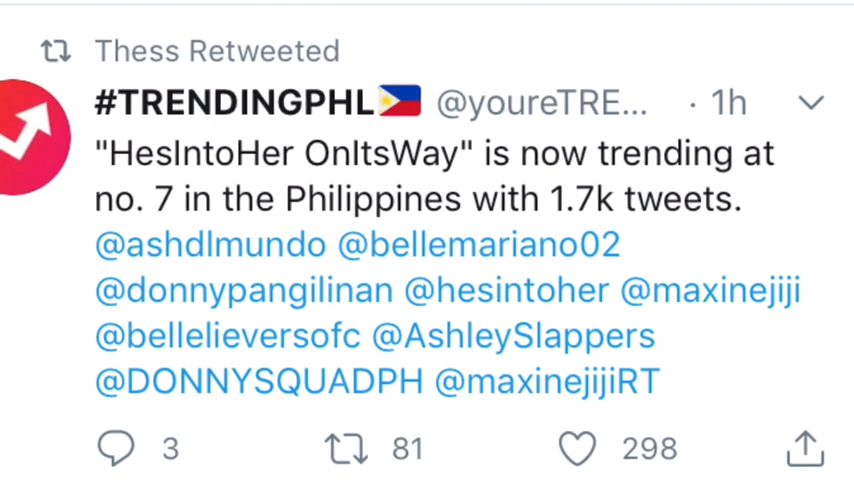 Thess Retweeted
#TRENDINGPHL🇵🇭 @youreTRE... · 1h
"HesIntoHer OnItsWay" is now trending at
no. 7 in the Philippines with 1.7k tweets.
@ashdlmundo @bellemariano02
@donnypangilinan @hesintoher @maxinejiji
@bellelieversofc @AshleySlappers
@DONNYSQUADPH @maxinejijiRT
3 81 298